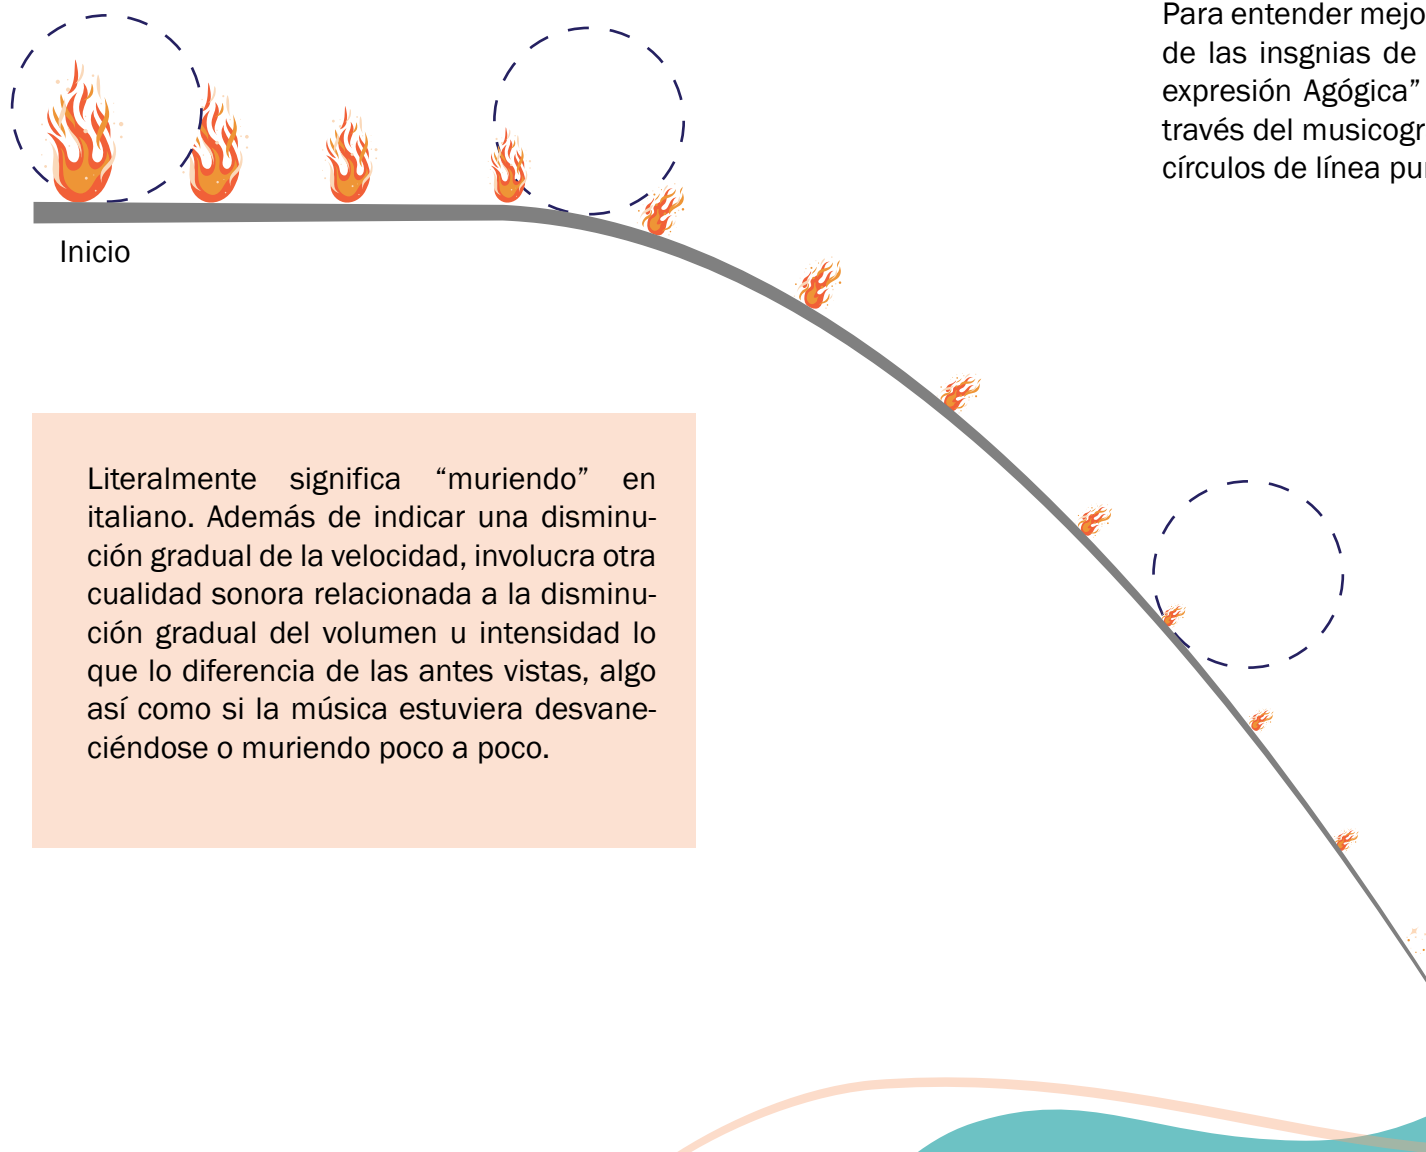 Para entender mejo
de las insgnias de
expresión Agógica”
través del musicogr
círculos de línea pu
Inicio
Literalmente significa “muriendo” en
italiano. Además de indicar una disminu-
ción gradual de la velocidad, involucra otra
cualidad sonora relacionada a la disminu-
ción gradual del volumen u intensidad lo
que lo diferencia de las antes vistas, algo
así como si la música estuviera desvane-
ciéndose o muriendo poco a poco.